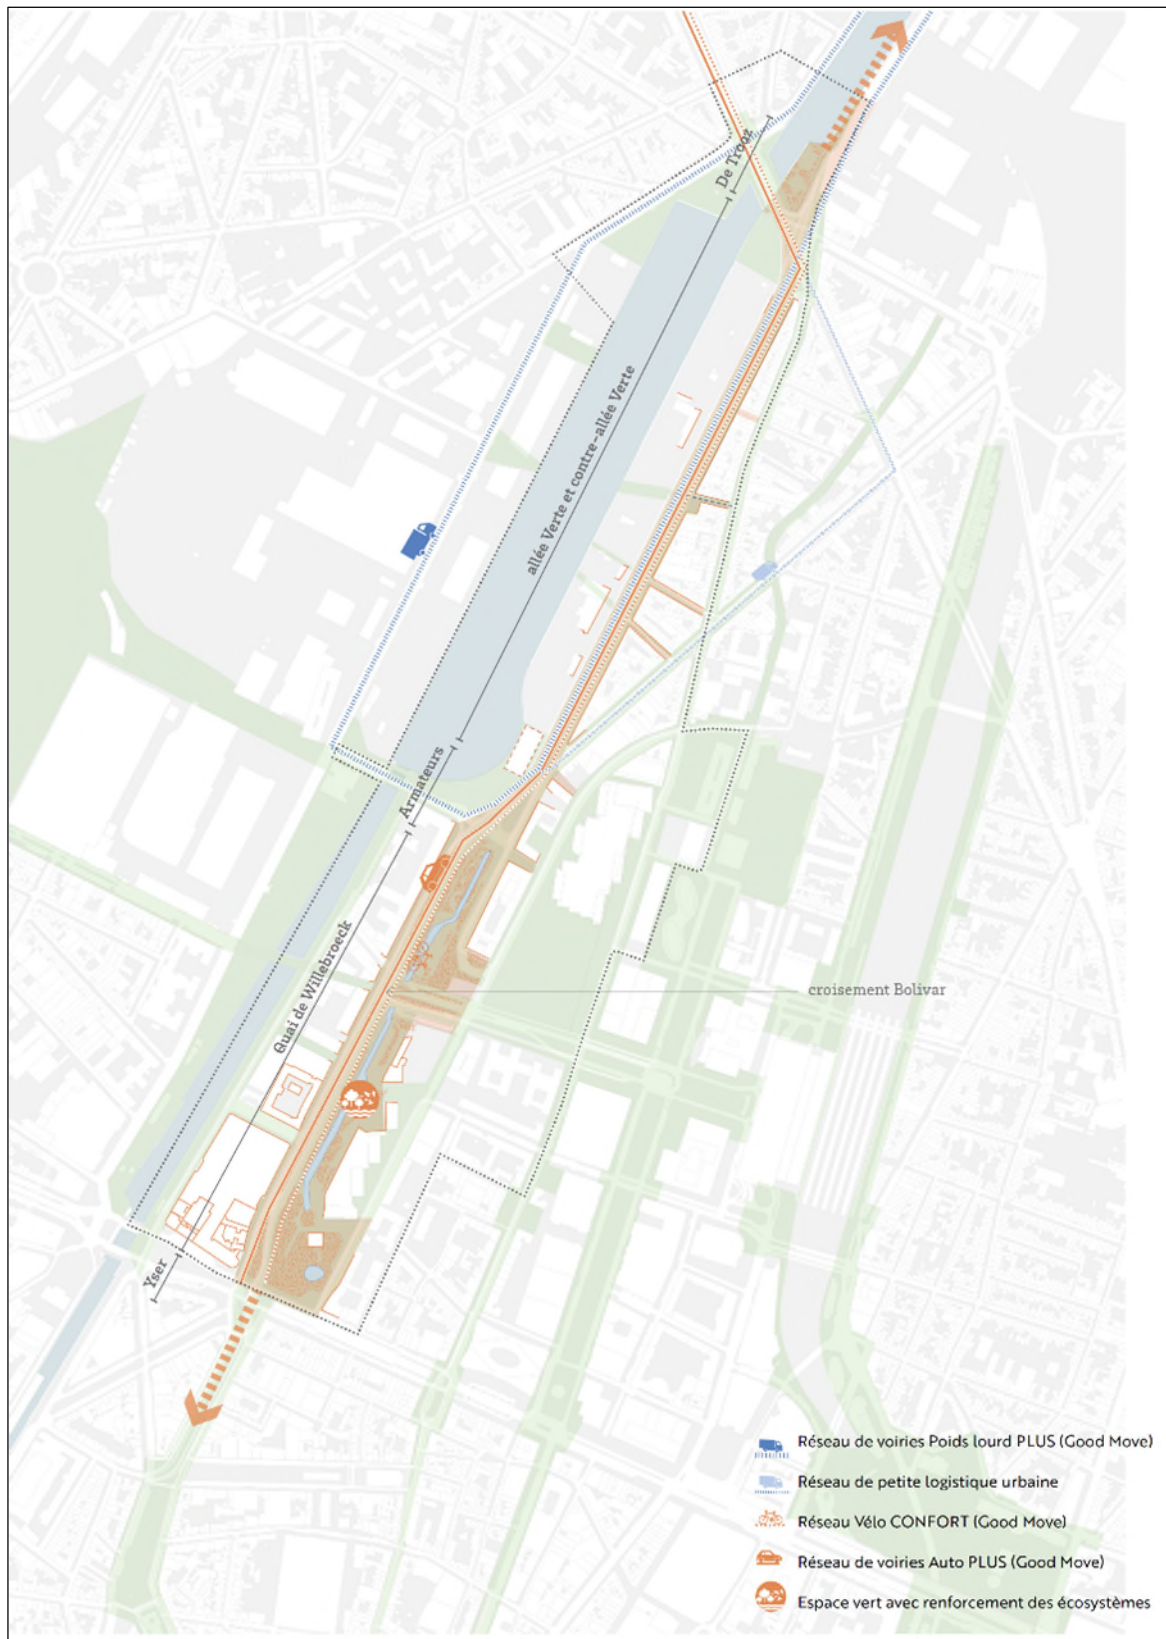 De Trooz
allée Verte et contre-allée Verte
Armateurs
Quai de Willebroeck
croisement Bolivar
Yser
Réseau de voiries Poids lourd PLUS (Good Move)
Réseau de petite logistique urbaine
Réseau Vélo CONFORT (Good Move)
Réseau de voiries Auto PLUS (Good Move)
Espace vert avec renforcement des écosystèmes